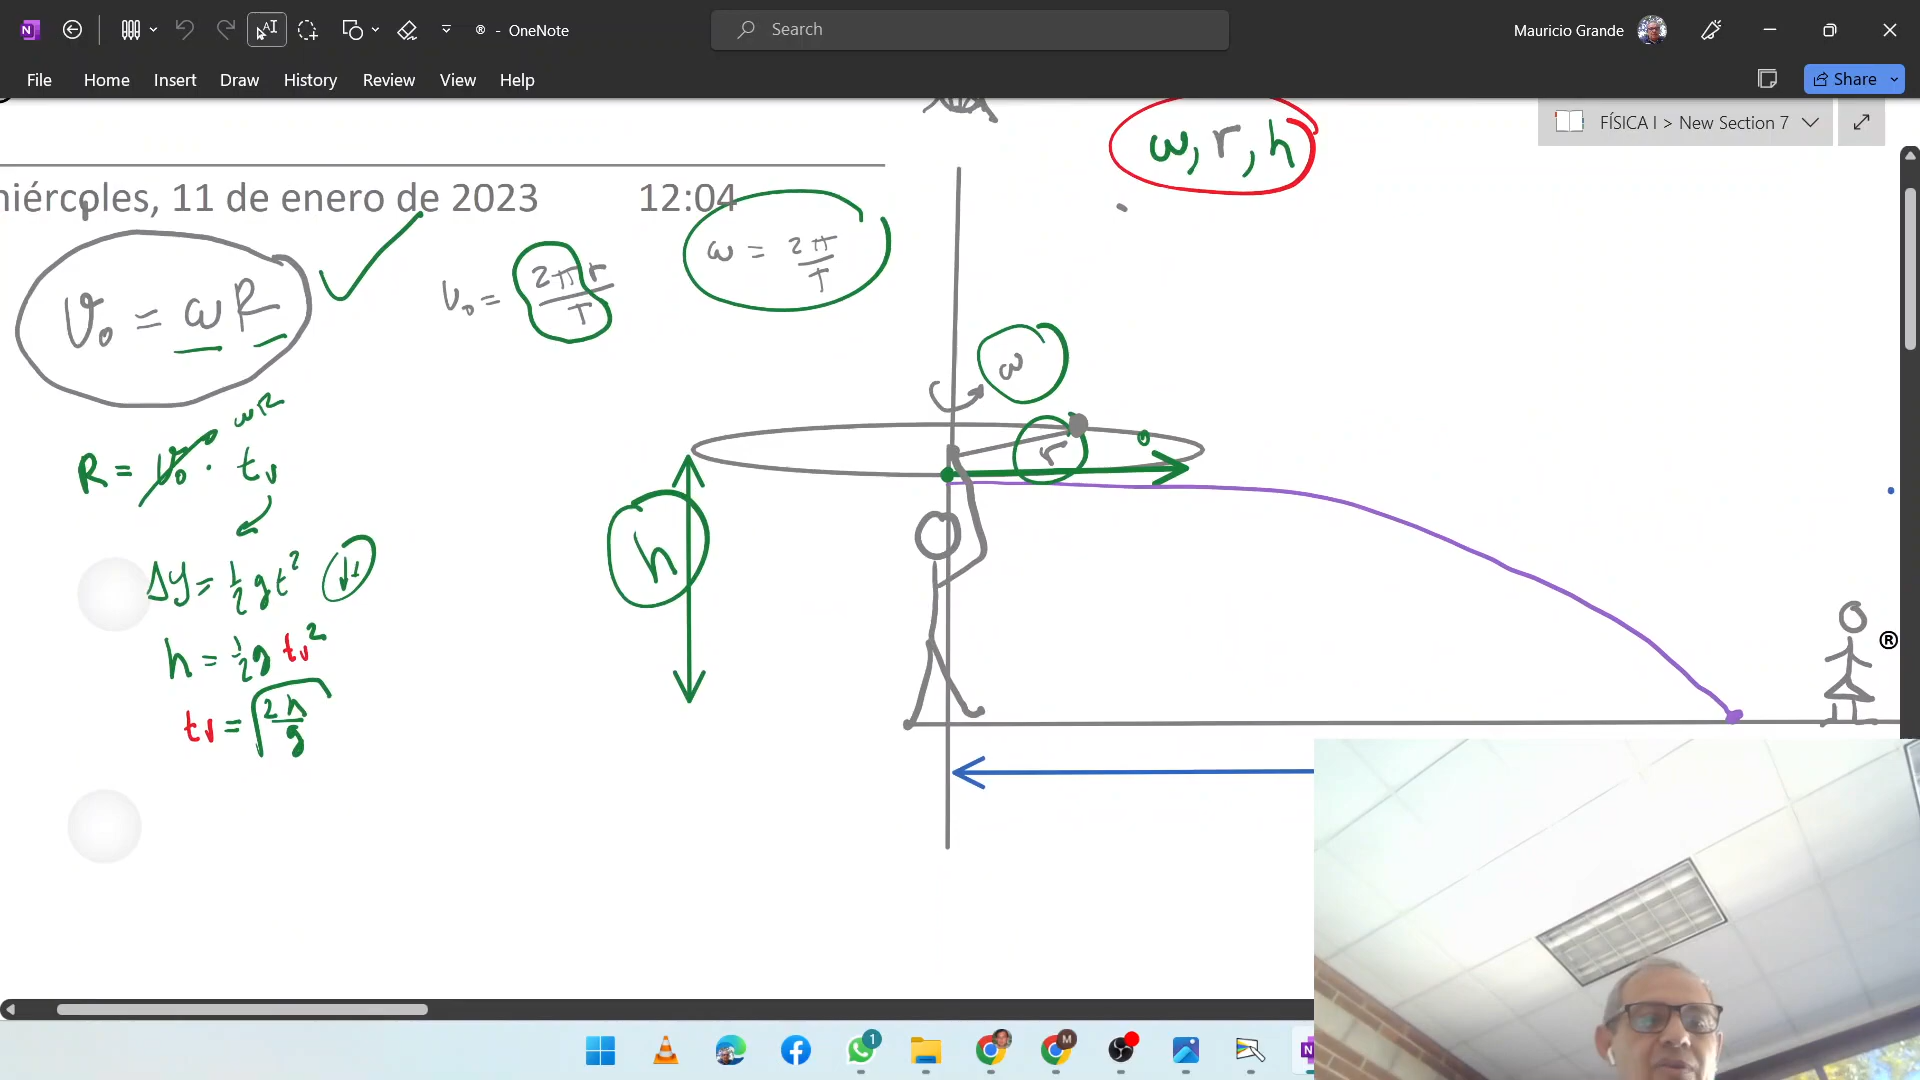 ® - OneNote
Search
Mauricio Grande
File Home Insert Draw History Review View Help
Share
FÍSICA I > New Section 7
ω, r, h
miércoles, 11 de enero de 2023 12:04
V₀ = ωR
V₀ = 2πr/T
ω = 2π/T
ω
r
h
ωR
R = V₀ · tᵥ
Δy = ½gt² ↓+
h = ½g tᵥ²
tᵥ = √(2h/g)
®
1
M